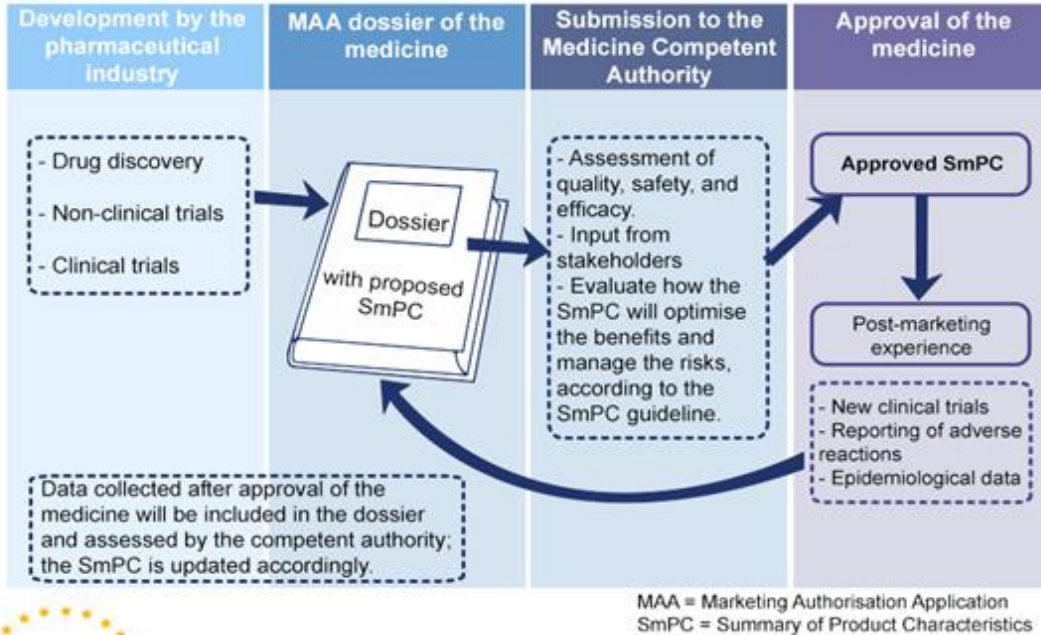 Development by the
pharmaceutical
industry
MAA dossier of the
medicine
Submission to the
Medicine Competent
Authority
Approval of the
medicine
- Drug discovery
- Non-clinical trials
- Clinical trials
Dossier
with proposed
SmPC
- Assessment of
quality, safety, and
efficacy.
- Input from
stakeholders
- Evaluate how the
SmPC will optimise
the benefits and
manage the risks,
according to the
SmPC guideline.
Approved SmPC
Post-marketing
experience
- New clinical trials
- Reporting of adverse
reactions
- Epidemiological data
Data collected after approval of the
medicine will be included in the dossier
and assessed by the competent authority;
the SmPC is updated accordingly.
MAA = Marketing Authorisation Application
SmPC = Summary of Product Characteristics